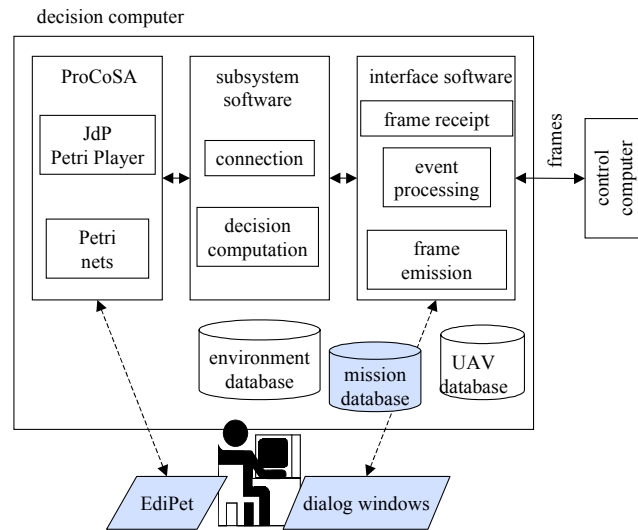 decision computer
ProCoSA
JdP
Petri Player
Petri
nets
subsystem
software
connection
decision
computation
interface software
frame receipt
event
processing
frame
emission
frames
control
computer
environment
database
mission
database
UAV
database
EdiPet
dialog windows